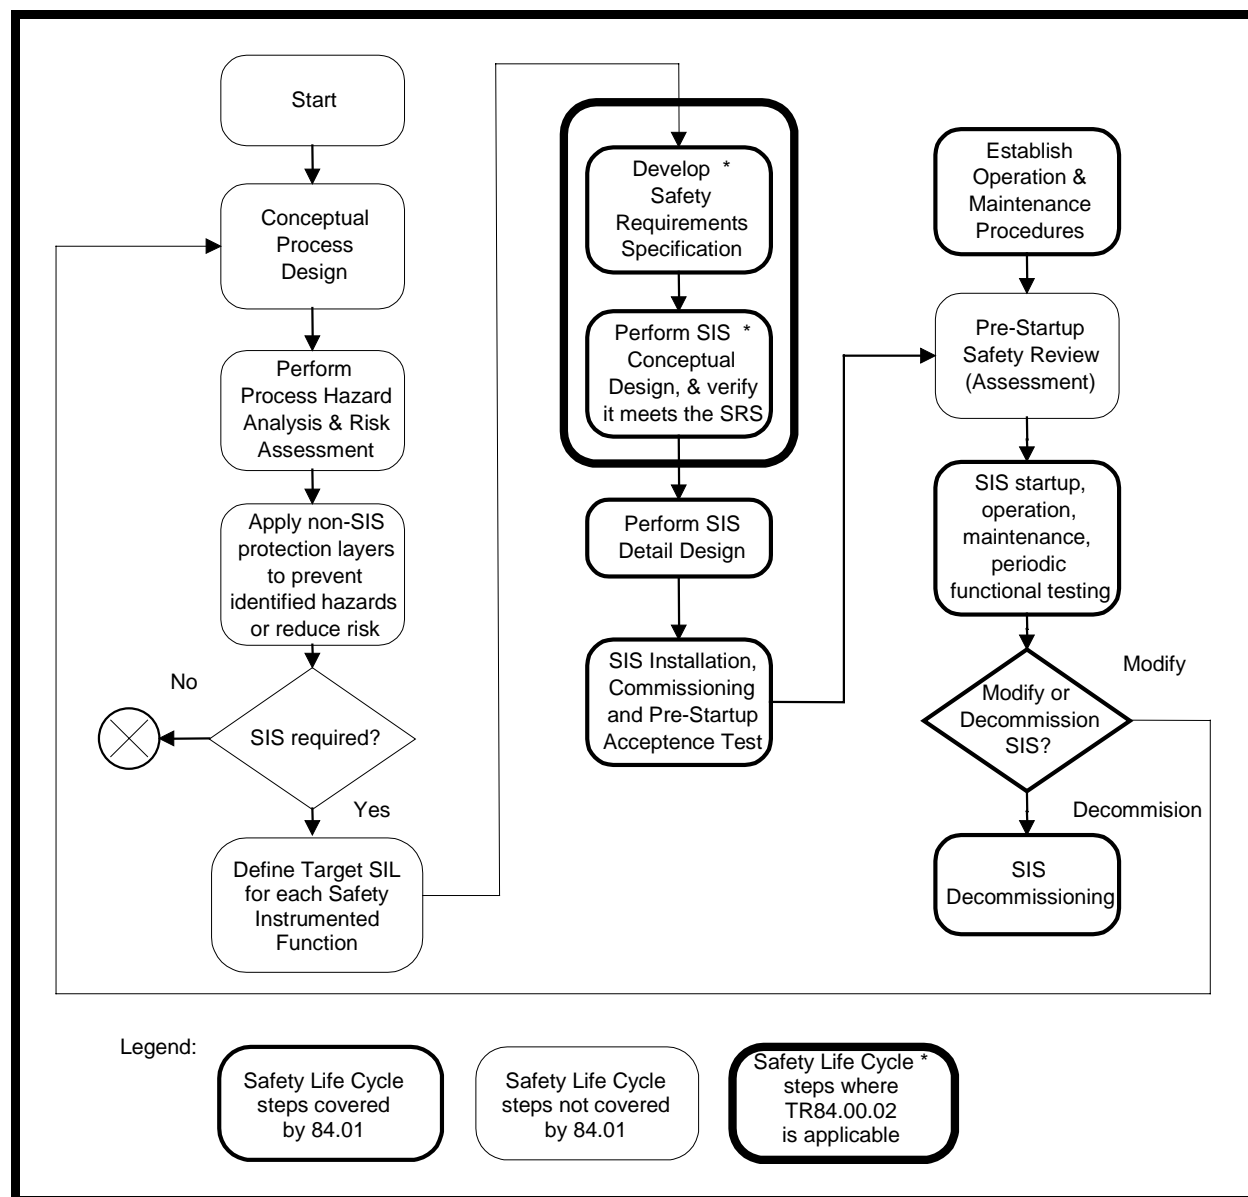 Start
Conceptual
Process
Design
Perform
Process Hazard
Analysis & Risk
Assessment
Apply non-SIS
protection layers
to prevent
identified hazards
or reduce risk
No
SIS required?
Yes
Define Target SIL
for each Safety
Instrumented
Function
Develop *
Safety
Requirements
Specification
Perform SIS *
Conceptual
Design, & verify
it meets the SRS
Perform SIS
Detail Design
SIS Installation,
Commissioning
and Pre-Startup
Acceptence Test
Establish
Operation &
Maintenance
Procedures
Pre-Startup
Safety Review
(Assessment)
SIS startup,
operation,
maintenance,
periodic
functional testing
Modify
Modify or
Decommission
SIS?
Decommision
SIS
Decommissioning
Legend:
Safety Life Cycle
steps covered
by 84.01
Safety Life Cycle
steps not covered
by 84.01
Safety Life Cycle *
steps where
TR84.00.02
is applicable